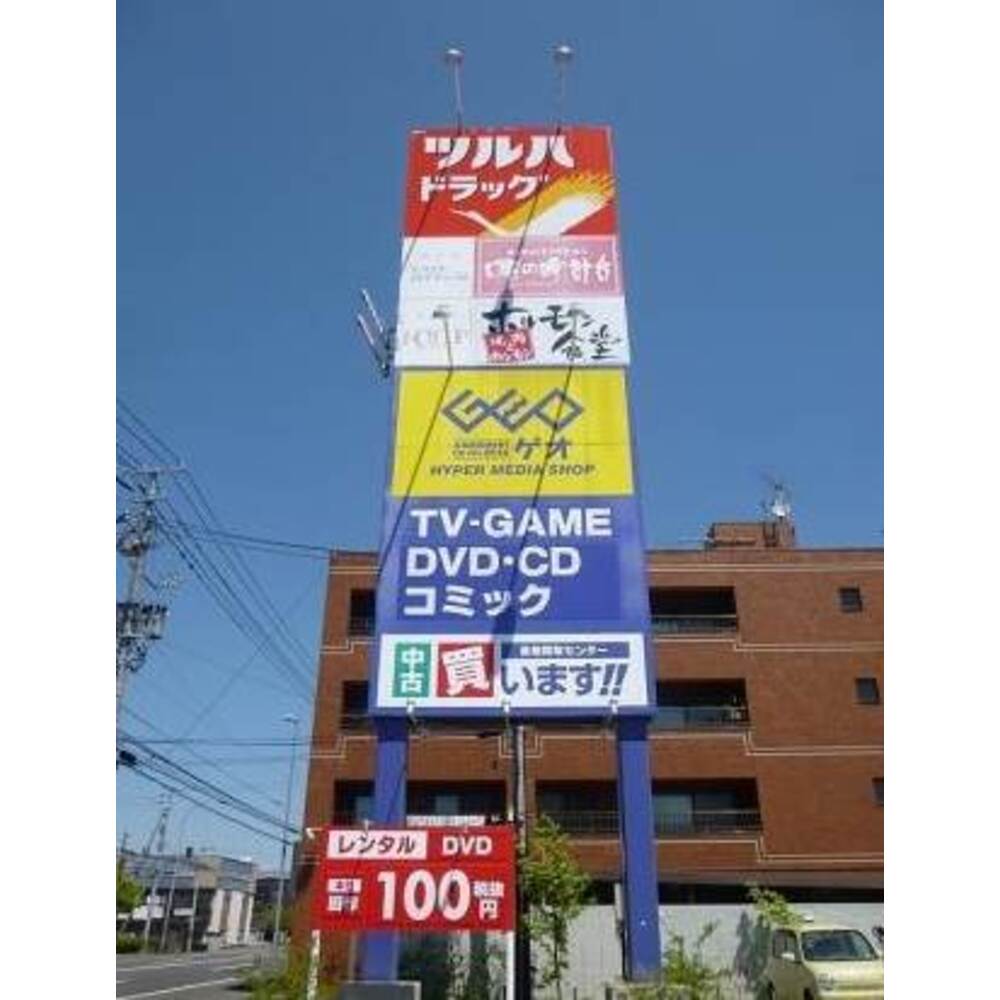 ツルハ
ドラッグ
ホルモン
食堂
GEO
ゲオ
HYPER MEDIA SHOP
TV-GAME
DVD・CD
コミック
中古
買います!!
レンタル DVD
100 税抜
円